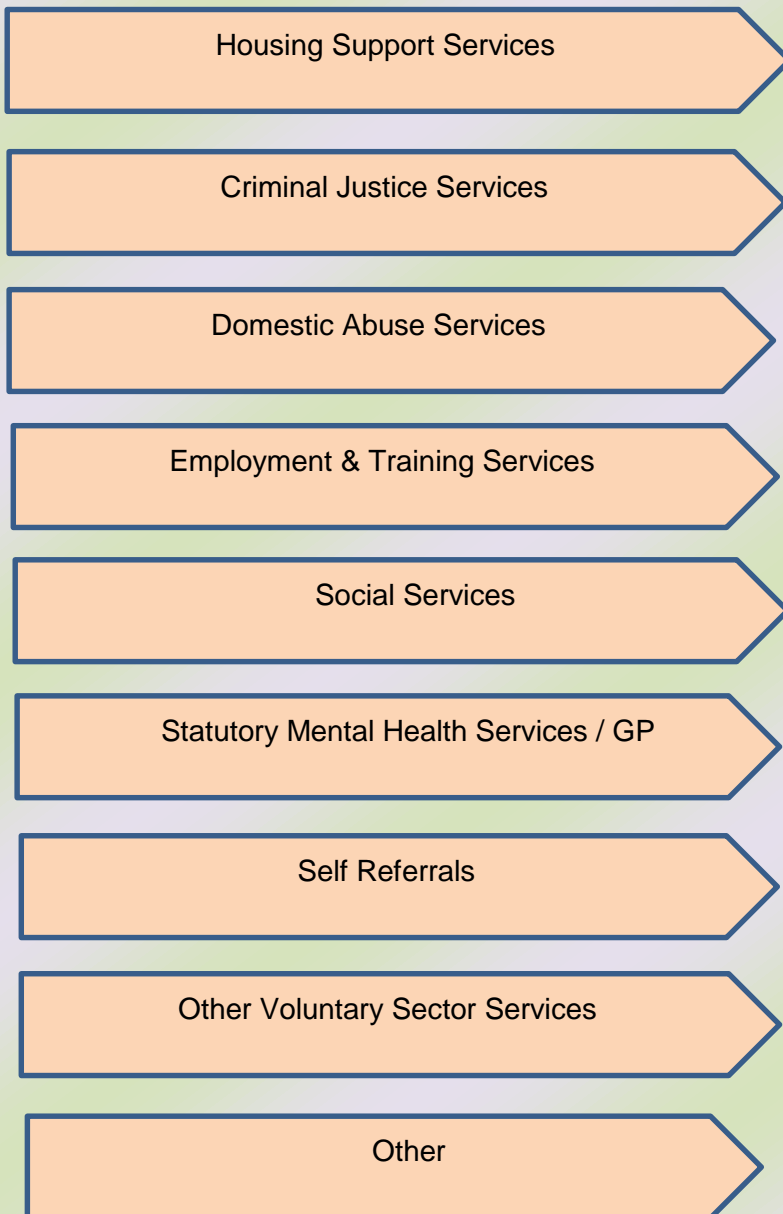 Housing Support Services
Criminal Justice Services
Domestic Abuse Services
Employment & Training Services
Social Services
Statutory Mental Health Services / GP
Self Referrals
Other Voluntary Sector Services
Other